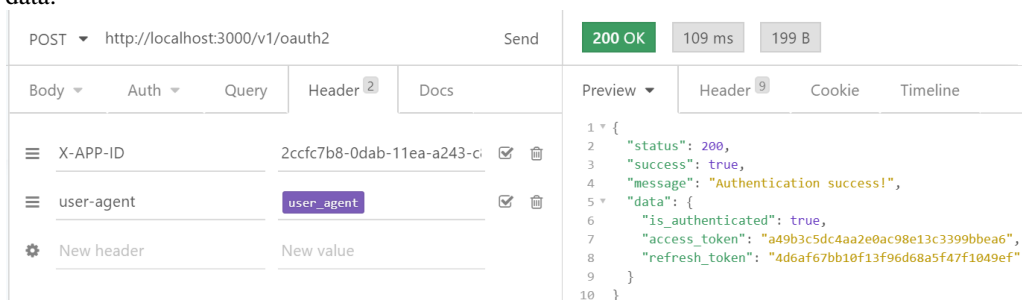 POST http://localhost:3000/v1/oauth2 Send
200 OK 109 ms 199 B
Body Auth Query Header 2 Docs
Preview Header 9 Cookie Timeline
X-APP-ID 2ccfc7b8-0dab-11ea-a243-c
user-agent user_agent
New header New value
1 {
2 "status": 200,
3 "success": true,
4 "message": "Authentication success!",
5 "data": {
6 "is_authenticated": true,
7 "access_token": "a49b3c5dc4aa2e0ac98e13c3399bbea6",
8 "refresh_token": "4d6af67bb10f13f96d68a5f47f1049ef"
9 }
10 }